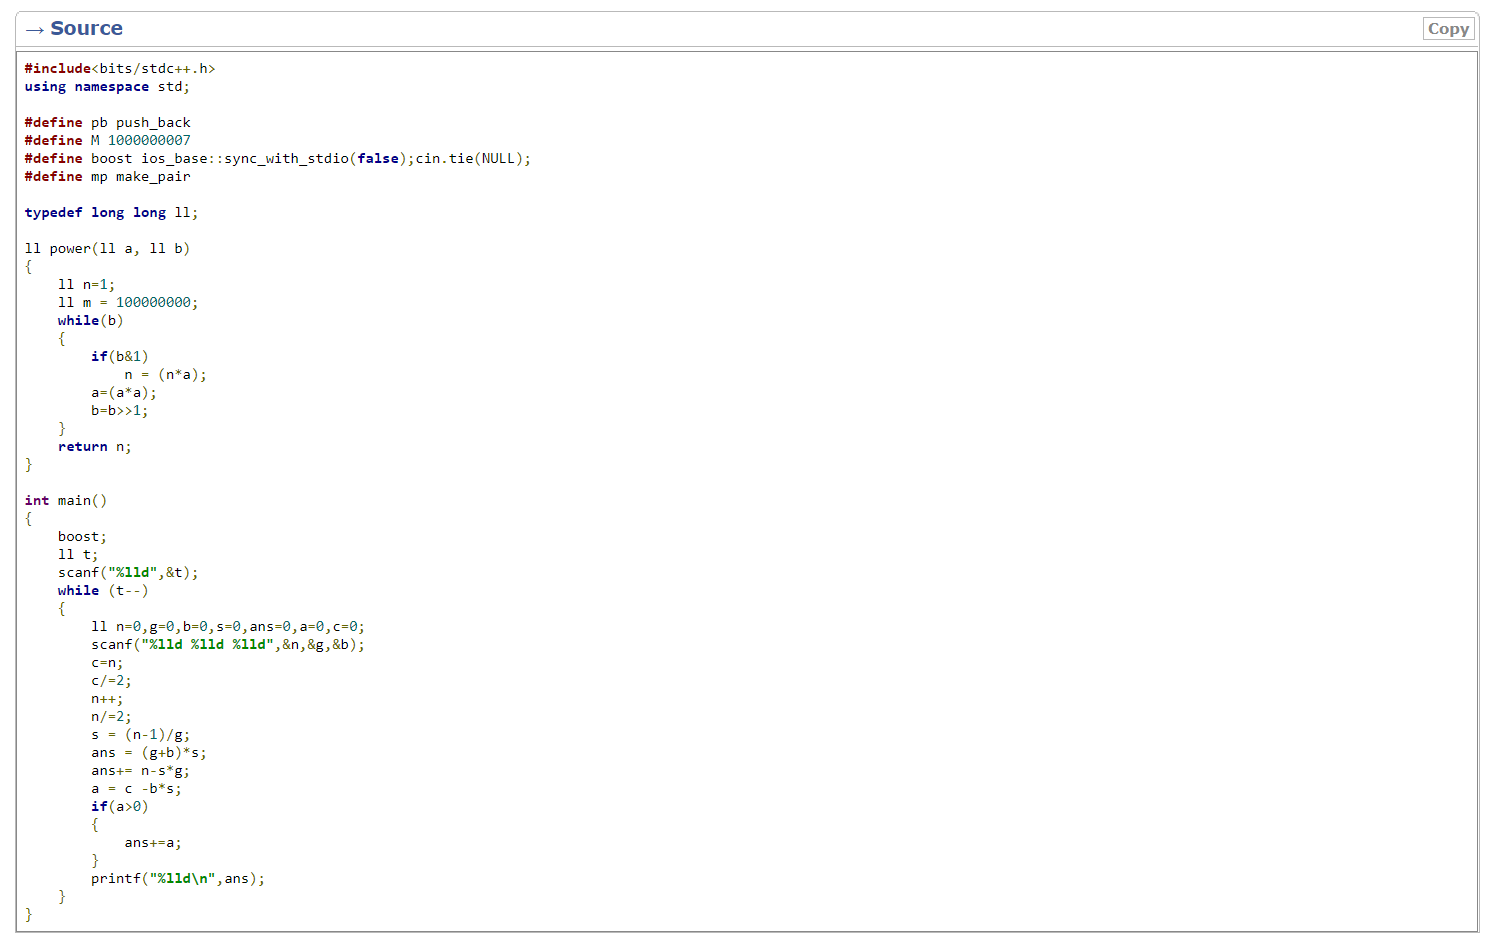 → Source
Copy
#include<bits/stdc++.h>
using namespace std;

#define pb push_back
#define M 1000000007
#define boost ios_base::sync_with_stdio(false);cin.tie(NULL);
#define mp make_pair

typedef long long ll;

ll power(ll a, ll b)
{
    ll n=1;
    ll m = 100000000;
    while(b)
    {
        if(b&1)
            n = (n*a);
        a=(a*a);
        b=b>>1;
    }
    return n;
}

int main()
{
    boost;
    ll t;
    scanf("%lld",&t);
    while (t--)
    {
        ll n=0,g=0,b=0,s=0,ans=0,a=0,c=0;
        scanf("%lld %lld %lld",&n,&g,&b);
        c=n;
        c/=2;
        n++;
        n/=2;
        s = (n-1)/g;
        ans = (g+b)*s;
        ans+= n-s*g;
        a = c -b*s;
        if(a>0)
        {
            ans+=a;
        }
        printf("%lld\n",ans);
    }
}